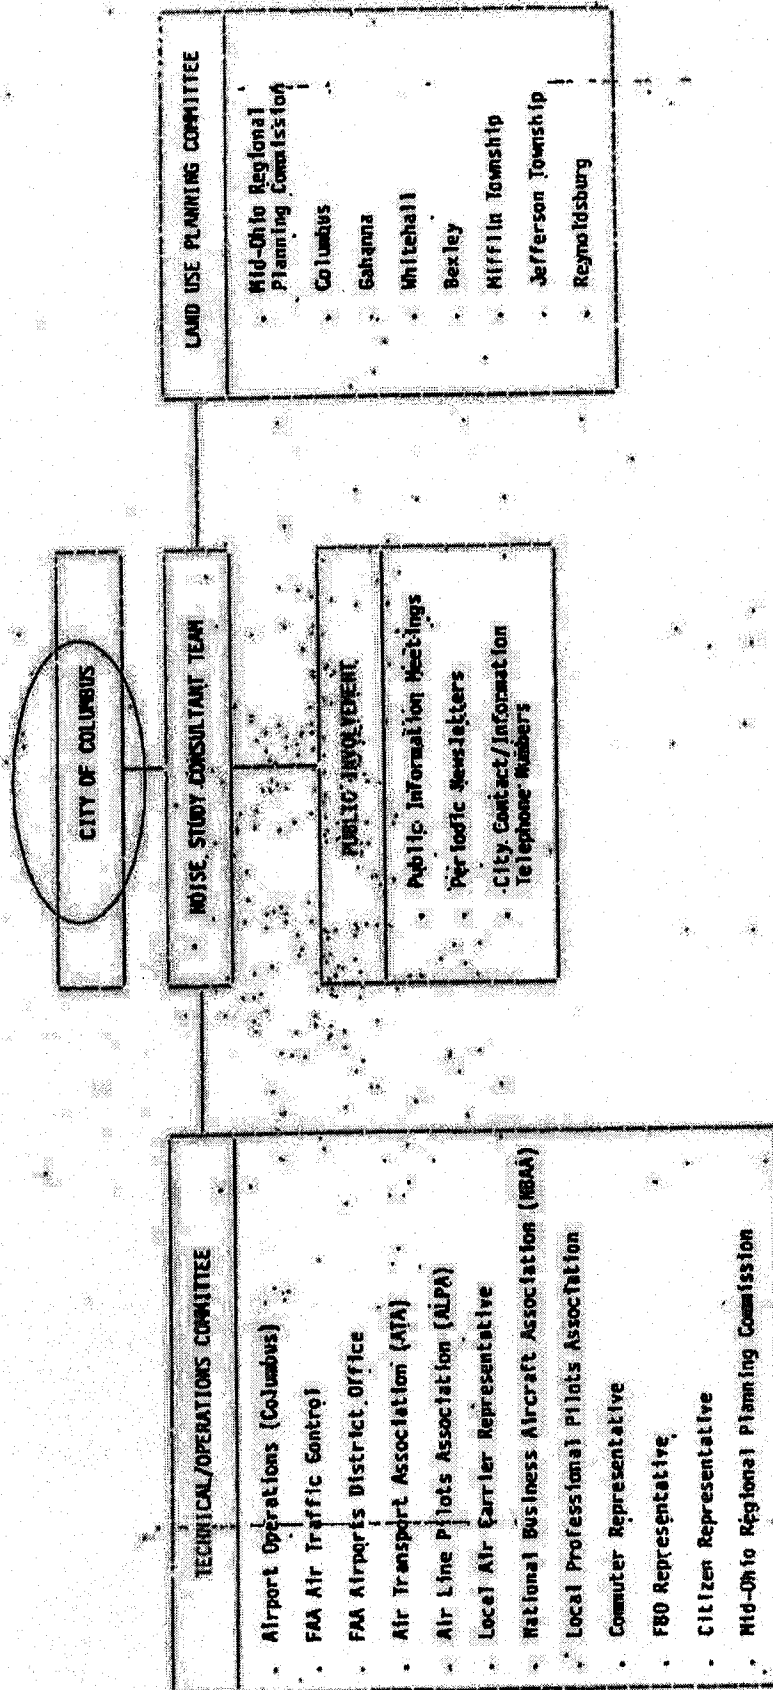 CITY OF COLUMBUS
NOISE STUDY CONSULTANT TEAM
TECHNICAL/OPERATIONS COMMITTEE
• Airport Operations (Columbus)
• FAA Air Traffic Control
• FAA Airports District Office
• Air Transport Association (ATA)
• Air Line Pilots Association (ALPA)
• Local Air Carrier Representative
• National Business Aircraft Association (NBAA)
• Local Professional Pilots Association
• Commuter Representative
• FBO Representative
• Citizen Representative
• Mid-Ohio Regional Planning Commission
PUBLIC INVOLVEMENT
• Public Information Meetings
• Periodic Newsletters
• City Contact/Information
Telephone Numbers
LAND USE PLANNING COMMITTEE
• Mid-Ohio Regional
Planning Commission
• Columbus
• Gahanna
• Whitehall
• Bexley
• Mifflin Township
• Jefferson Township
• Reynoldsburg